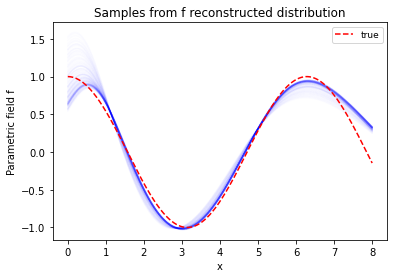 Samples from f reconstructed distribution
true
Parametric field f
1.5
1.0
0.5
0.0
−0.5
−1.0
0 1 2 3 4 5 6 7 8
x